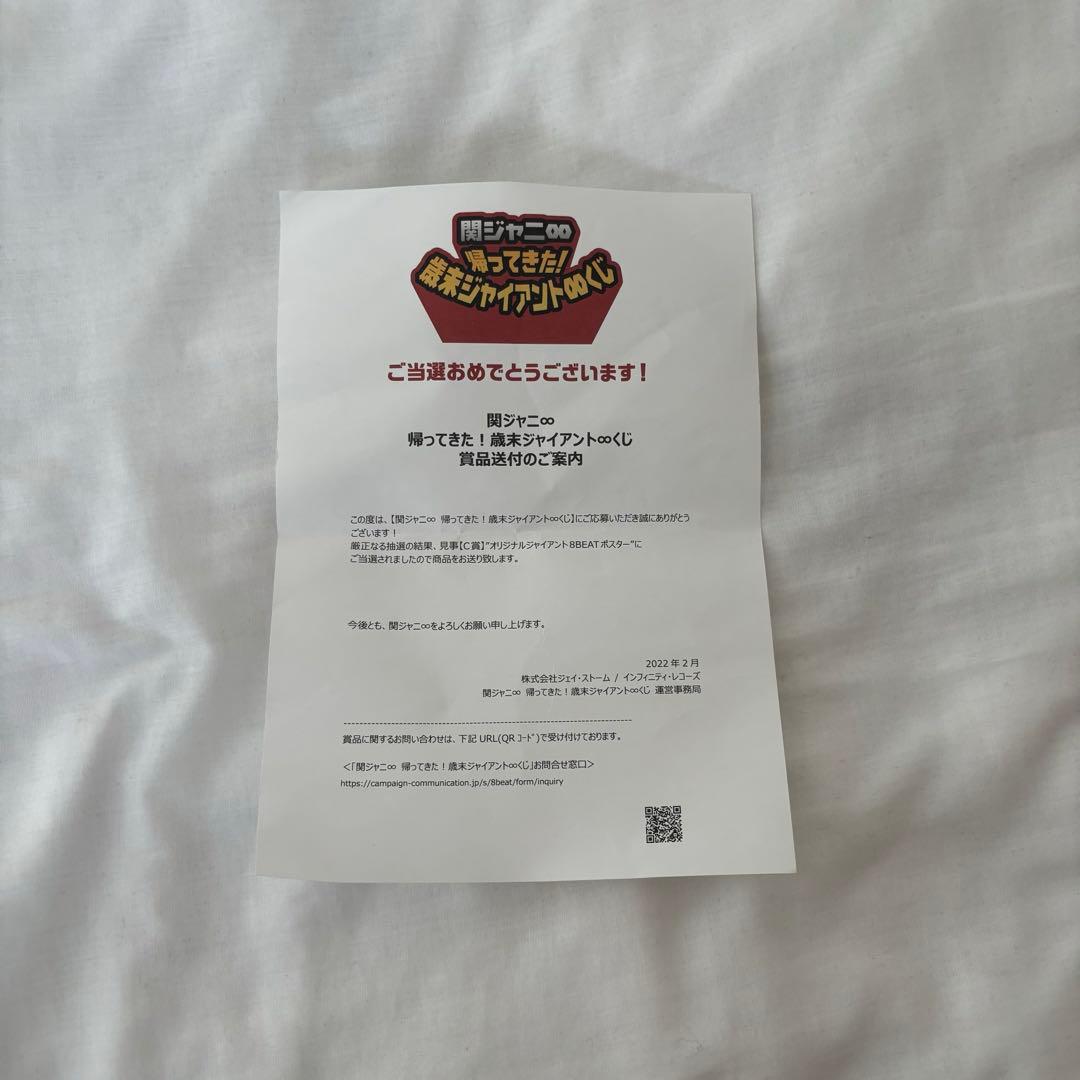 関ジャニ∞
帰ってきた!
歳末ジャイアント∞くじ
ご当選おめでとうございます!
関ジャニ∞
帰ってきた!歳末ジャイアント∞くじ
賞品送付のご案内
この度は、【関ジャニ∞ 帰ってきた!歳末ジャイアント∞くじ】にご応募いただき誠にありがとう
ございます!
厳正なる抽選の結果、見事【C賞】"オリジナルジャイアント8BEATポスター"に
ご当選されましたので商品をお送り致します。
今後とも、関ジャニ∞をよろしくお願い申し上げます。
2022年2月
株式会社ジェイ・ストーム / インフィニティ・レコーズ
関ジャニ∞ 帰ってきた!歳末ジャイアント∞くじ 運営事務局
賞品に関するお問い合わせは、下記URL(QRコード)で受け付けております。
<「関ジャニ∞ 帰ってきた!歳末ジャイアント∞くじ」お問合せ窓口>
https://campaign-communication.jp/s/8beat/form/inquiry